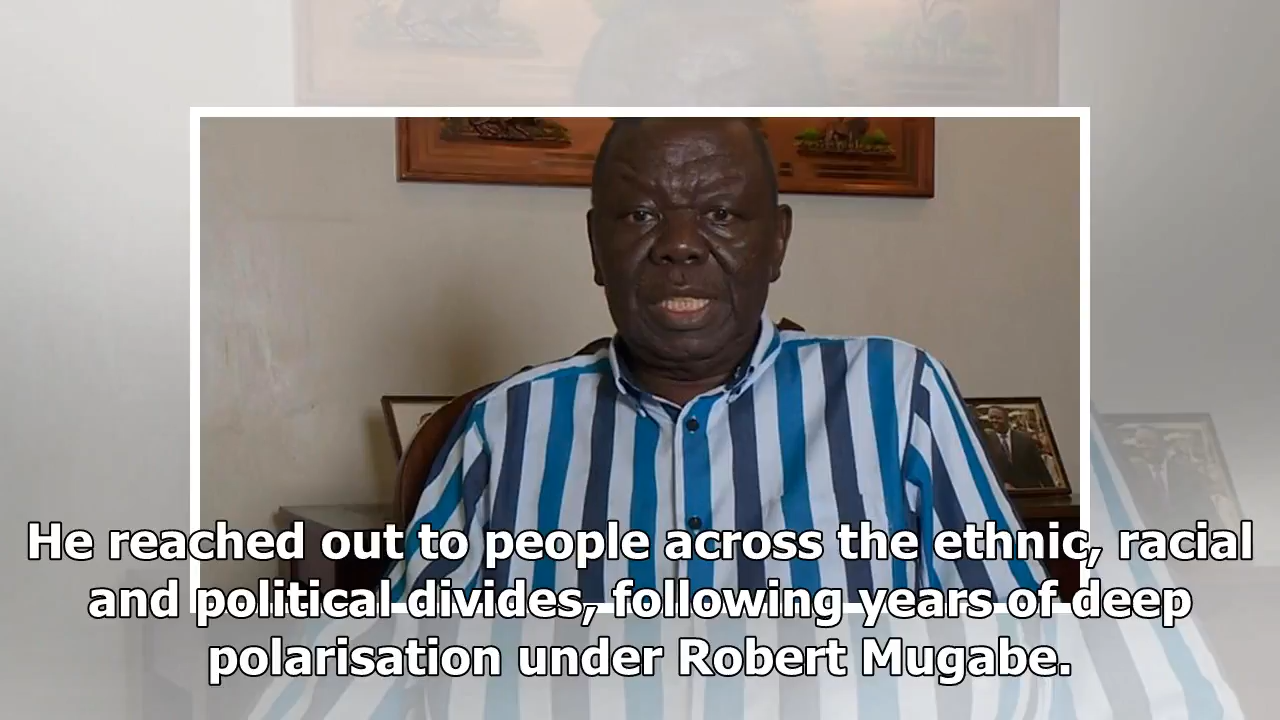 He reached out to people across the ethnic, racial
and political divides, following years of deep
polarisation under Robert Mugabe.